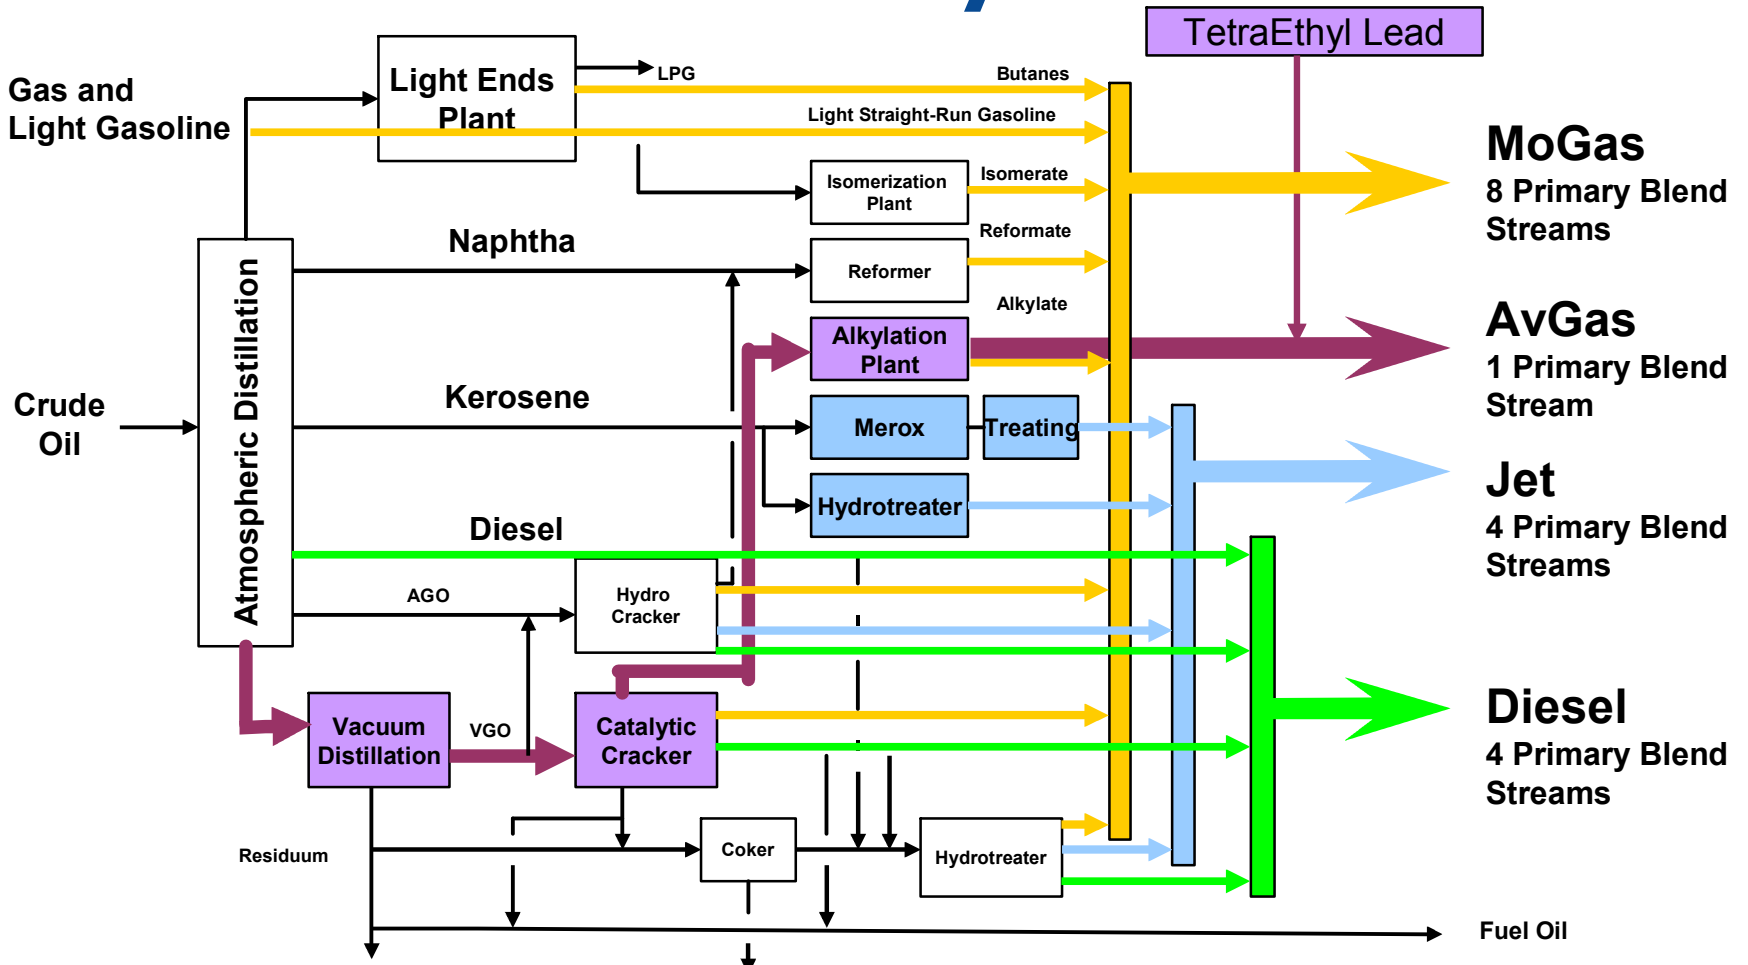 TetraEthyl Lead
Gas and
Light Gasoline
Light Ends
Plant
LPG
Butanes
Light Straight-Run Gasoline
MoGas
8 Primary Blend
Streams
Isomerization
Plant
Isomerate
Naphtha
Reformer
Reformate
Alkylation
Plant
Alkylate
AvGas
1 Primary Blend
Stream
Crude
Oil
Atmospheric Distillation
Kerosene
Merox
Treating
Hydrotreater
Jet
4 Primary Blend
Streams
Diesel
AGO
Hydro
Cracker
Vacuum
Distillation
VGO
Catalytic
Cracker
Diesel
4 Primary Blend
Streams
Residuum
Coker
Hydrotreater
Fuel Oil